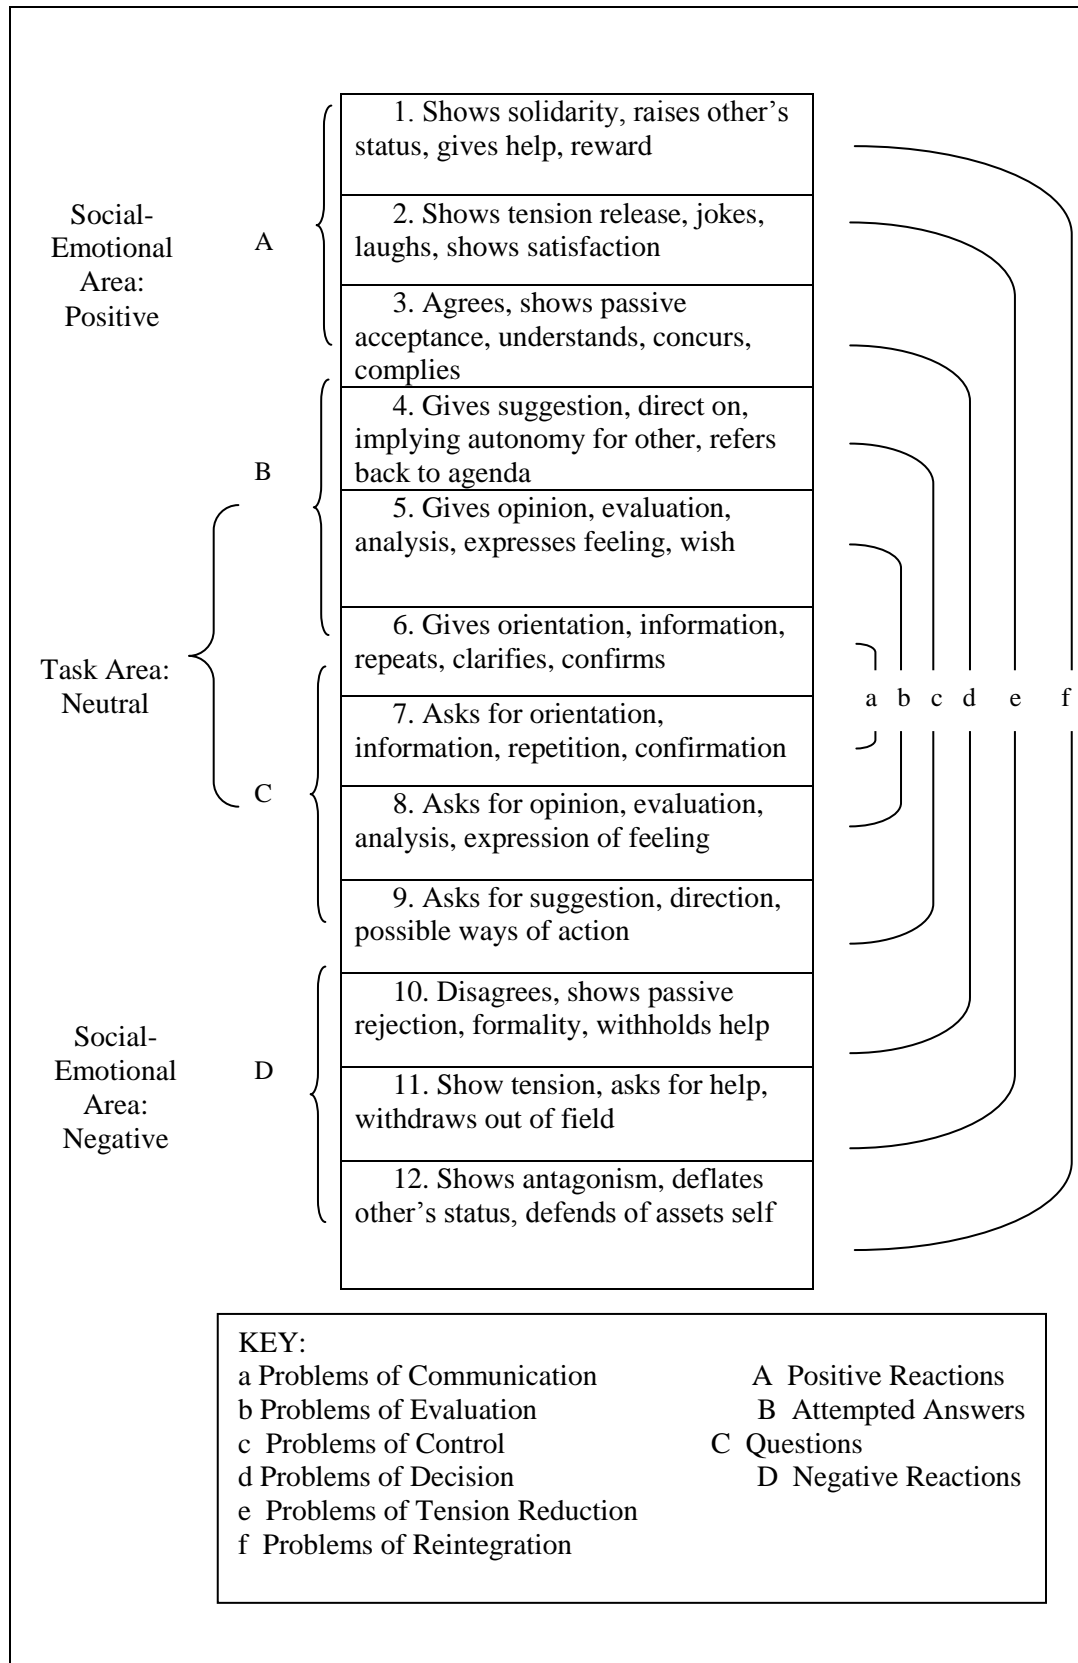 1. Shows solidarity, raises other's
status, gives help, reward
2. Shows tension release, jokes,
laughs, shows satisfaction
3. Agrees, shows passive
acceptance, understands, concurs,
complies
4. Gives suggestion, direct on,
implying autonomy for other, refers
back to agenda
5. Gives opinion, evaluation,
analysis, expresses feeling, wish
6. Gives orientation, information,
repeats, clarifies, confirms
7. Asks for orientation,
information, repetition, confirmation
8. Asks for opinion, evaluation,
analysis, expression of feeling
9. Asks for suggestion, direction,
possible ways of action
10. Disagrees, shows passive
rejection, formality, withholds help
11. Show tension, asks for help,
withdraws out of field
12. Shows antagonism, deflates
other's status, defends of assets self
Social-
Emotional
Area:
Positive
A
B
Task Area:
Neutral
C
Social-
Emotional
Area:
Negative
D
a b c d e f
KEY:
a Problems of Communication A Positive Reactions
b Problems of Evaluation B Attempted Answers
c Problems of Control C Questions
d Problems of Decision D Negative Reactions
e Problems of Tension Reduction
f Problems of Reintegration